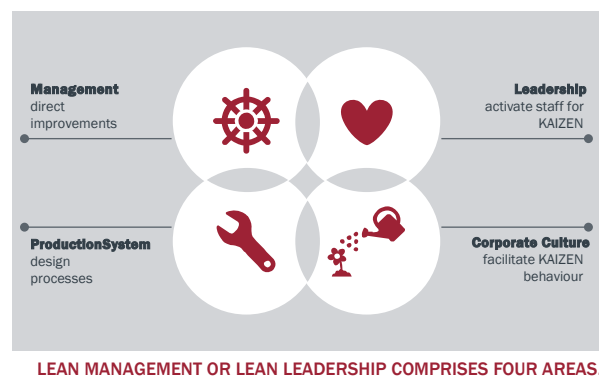 Management
direct
improvements
Leadership
activate staff for
KAIZEN
ProductionSystem
design
processes
Corporate Culture
facilitate KAIZEN
behaviour
LEAN MANAGEMENT OR LEAN LEADERSHIP COMPRISES FOUR AREAS